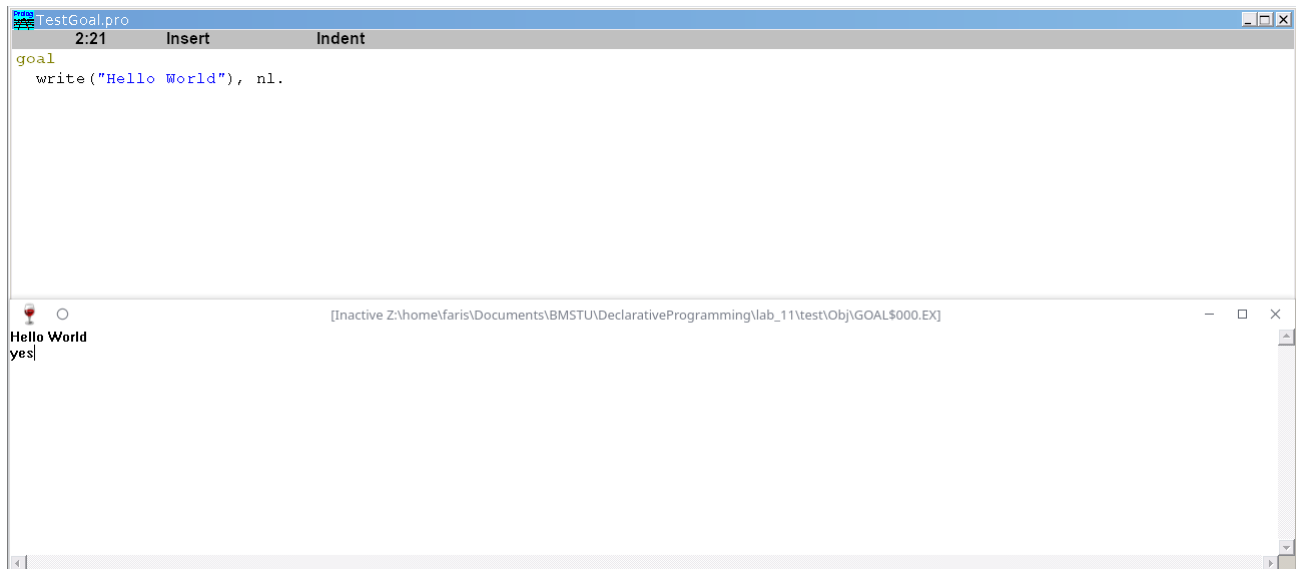 Prolog
TestGoal.pro
2:21 Insert Indent
goal
  write("Hello World"), nl.
[Inactive Z:\home\faris\Documents\BMSTU\DeclarativeProgramming\lab_11\test\Obj\GOAL$000.EX]
Hello World
yes